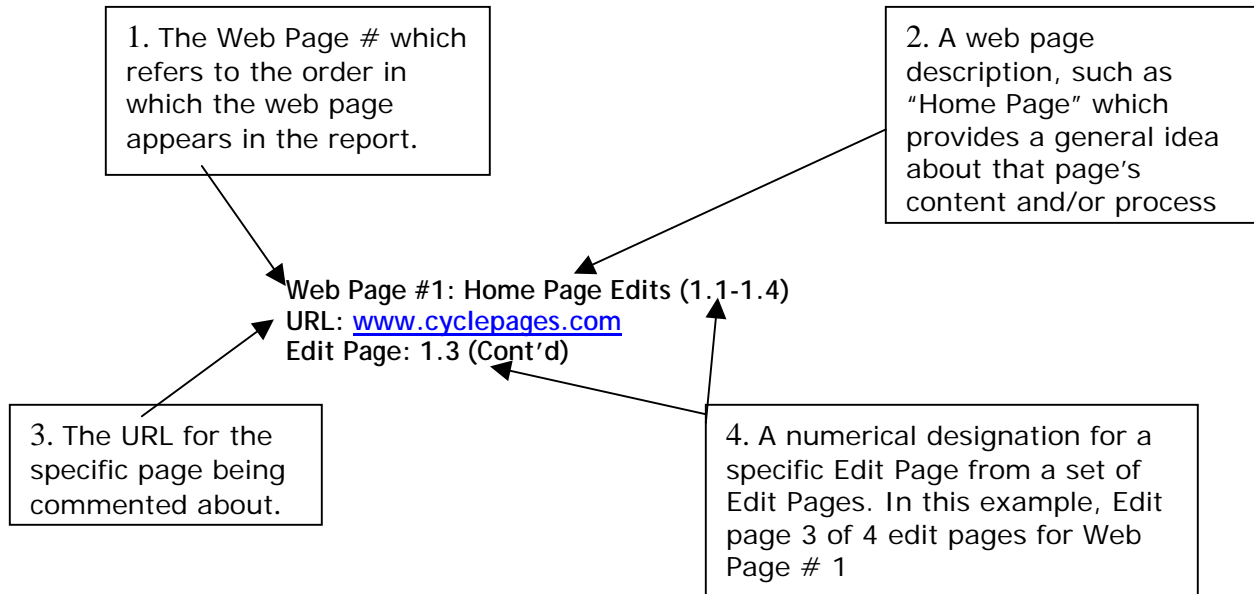 1. The Web Page # which
refers to the order in
which the web page
appears in the report.
2. A web page
description, such as
“Home Page” which
provides a general idea
about that page’s
content and/or process
Web Page #1: Home Page Edits (1.1-1.4)
URL: www.cyclepages.com
Edit Page: 1.3 (Cont’d)
3. The URL for the
specific page being
commented about.
4. A numerical designation for a
specific Edit Page from a set of
Edit Pages. In this example, Edit
page 3 of 4 edit pages for Web
Page # 1